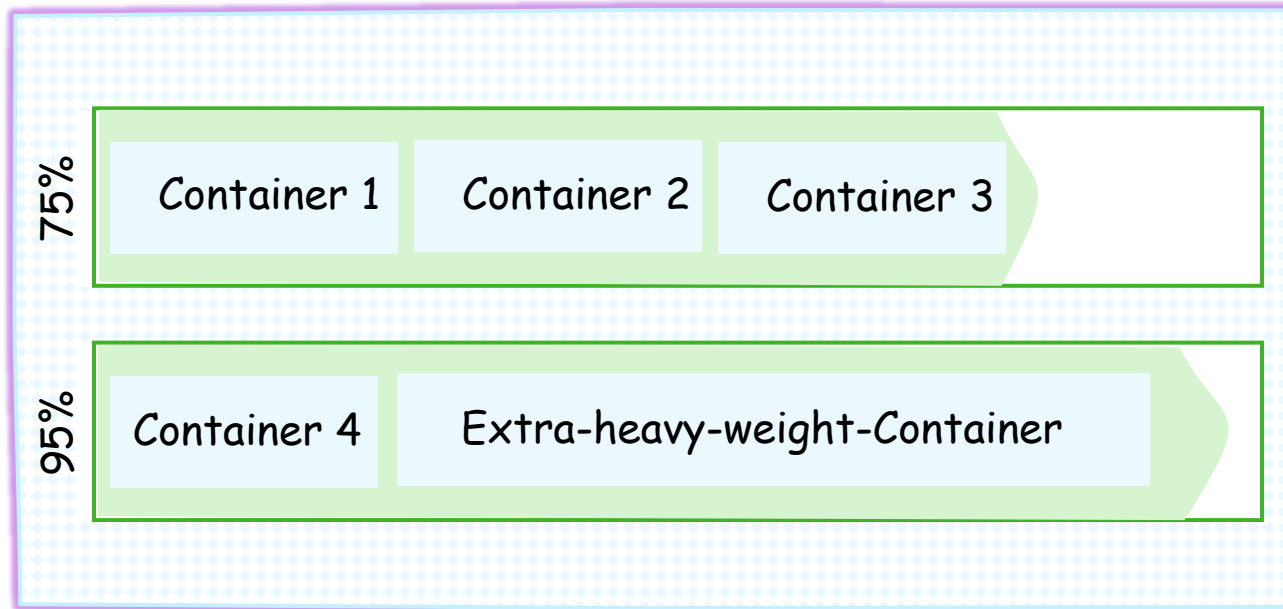 75%
Container 1
Container 2
Container 3
95%
Container 4
Extra-heavy-weight-Container